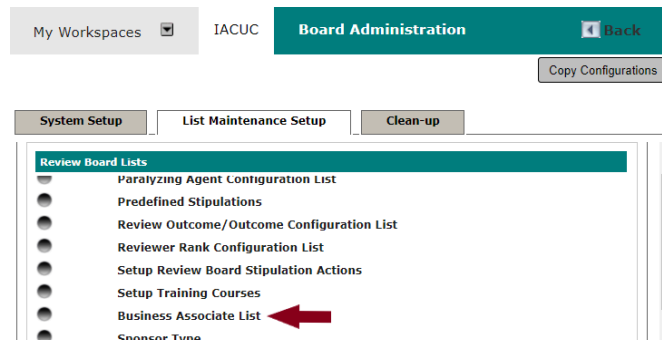 My Workspaces IACUC Board Administration Back
Copy Configurations
System Setup List Maintenance Setup Clean-up
Review Board Lists
Paralyzing Agent Configuration List
Predefined Stipulations
Review Outcome/Outcome Configuration List
Reviewer Rank Configuration List
Setup Review Board Stipulation Actions
Setup Training Courses
Business Associate List
Sponsor Type